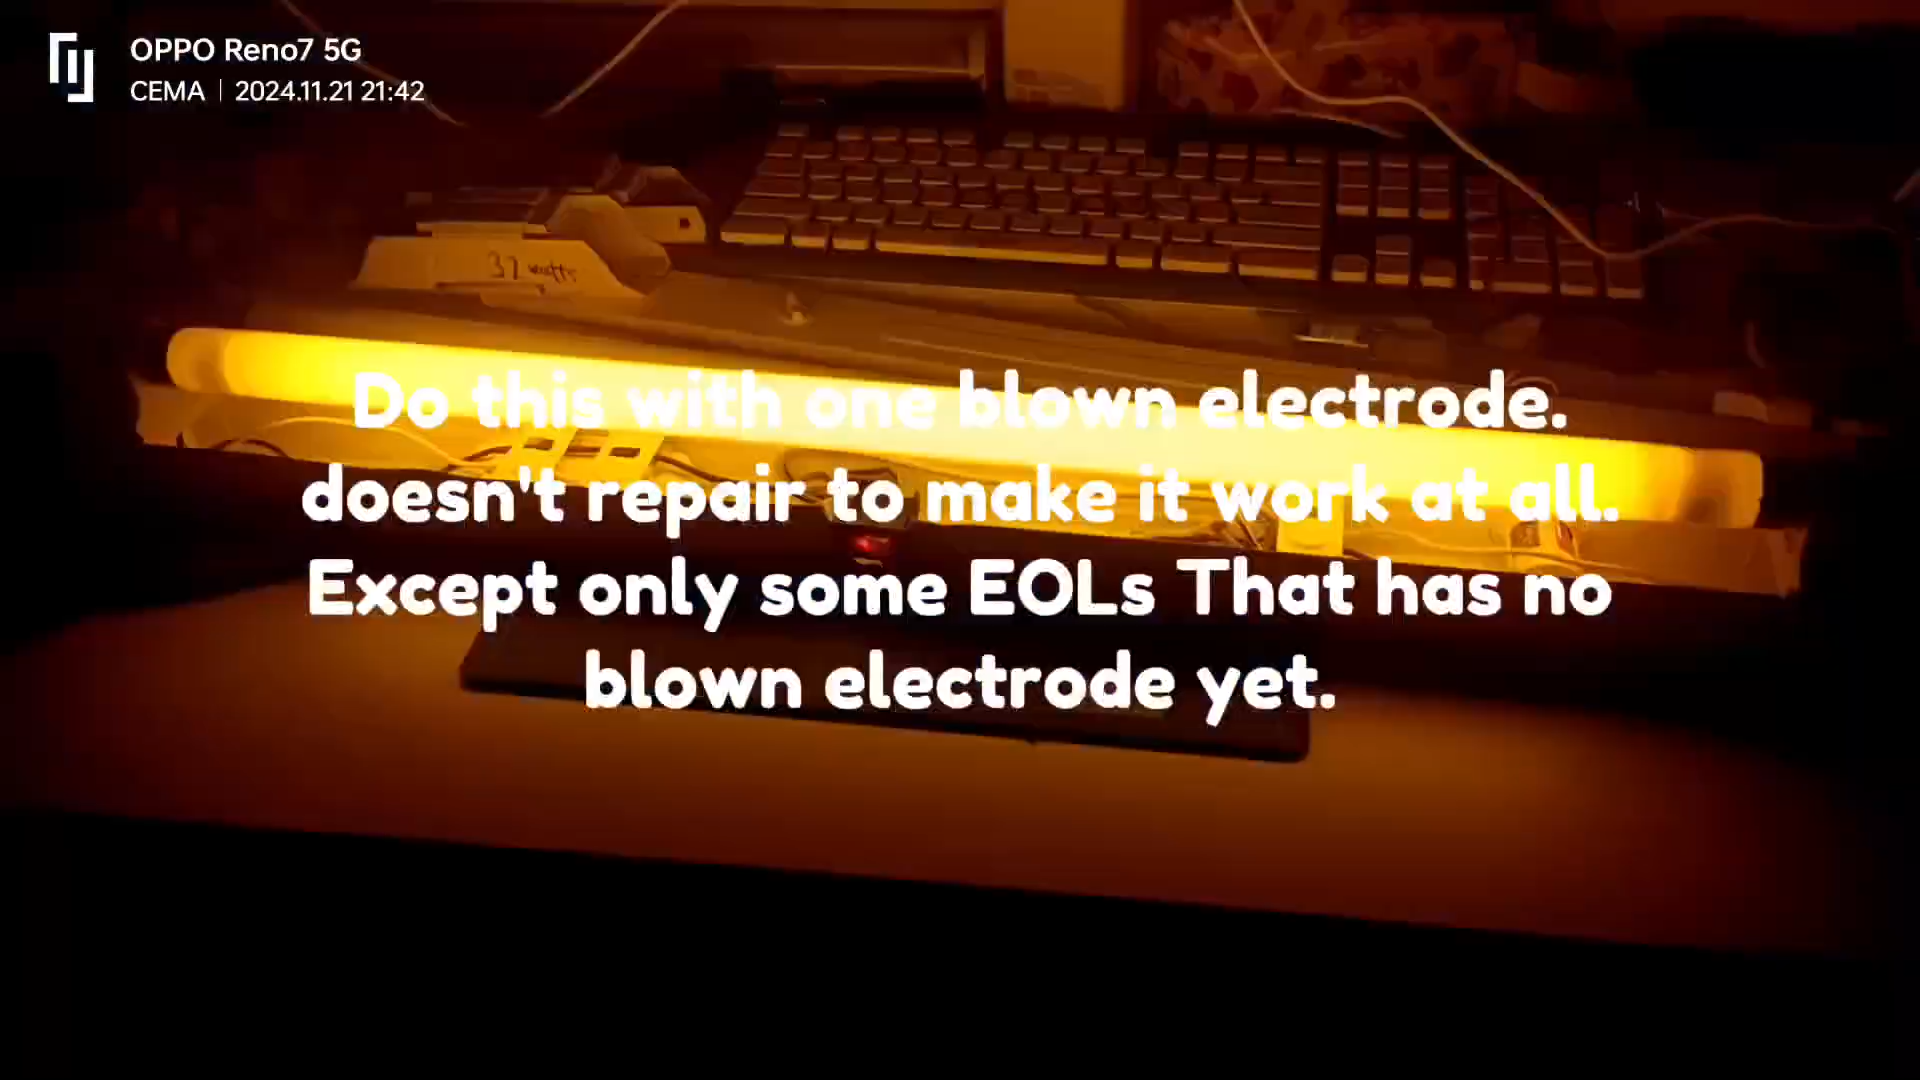 OPPO Reno7 5G
CEMA | 2024.11.21 21:42
37 watts
Do this with one blown electrode.
doesn't repair to make it work at all.
Except only some EOLs That has no
blown electrode yet.